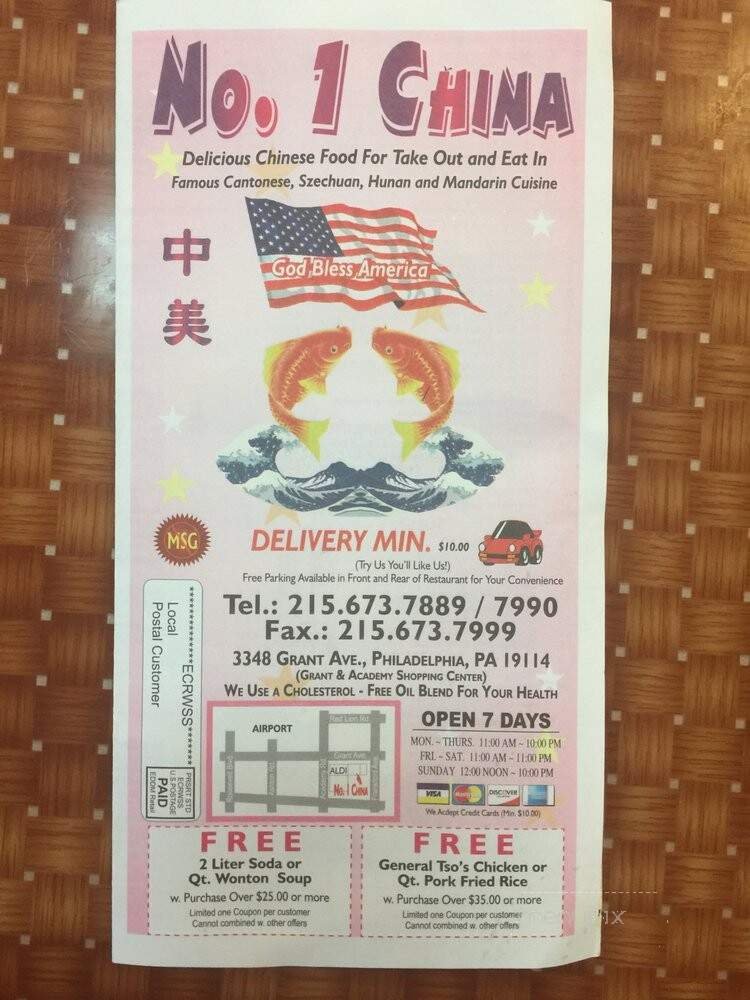 No. 1 China
Delicious Chinese Food For Take Out and Eat In
Famous Cantonese, Szechuan, Hunan and Mandarin Cuisine
God Bless America
中
美
MSG
DELIVERY MIN. $10.00
(Try Us You'll Like Us!)
Free Parking Available in Front and Rear of Restaurant for Your Convenience
Tel.: 215.673.7889 / 7990
Fax.: 215.673.7999
3348 Grant Ave., Philadelphia, PA 19114
(Grant & Academy Shopping Center)
We Use A Cholesterol - Free Oil Blend For Your Health
***************ECRWSS*******
Local
Postal Customer
PRSRT STD
ECRWSS
U.S.POSTAGE
PAID
EDDM Retail
AIRPORT
Red Lion Rd
Grant Ave
ALDI
No. 1 China
OPEN 7 DAYS
MON. ~ THURS. 11:00 AM ~ 10:00 PM
FRI. ~ SAT. 11:00 AM ~ 11:00 PM
SUNDAY 12:00 NOON ~ 10:00 PM
VISA
MasterCard
DISCOVER
We Accept Credit Cards (Min. $10.00)
FREE
2 Liter Soda or
Qt. Wonton Soup
w. Purchase Over $25.00 or more
Limited one Coupon per customer
Cannot combined w. other offers
FREE
General Tso's Chicken or
Qt. Pork Fried Rice
w. Purchase Over $35.00 or more
Limited one Coupon per customer
Cannot combined w. other offers